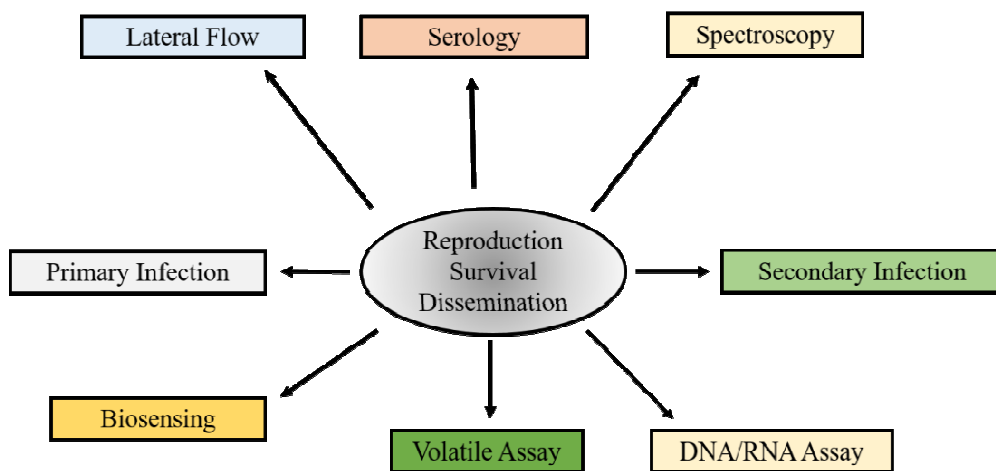 Lateral Flow
Serology
Spectroscopy
Reproduction
Survival
Dissemination
Primary Infection
Secondary Infection
Biosensing
Volatile Assay
DNA/RNA Assay